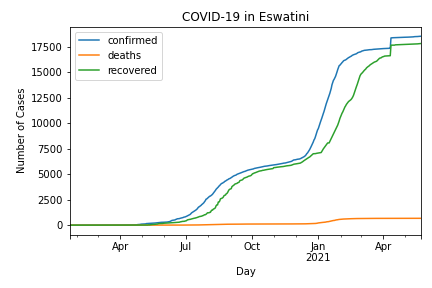 COVID-19 in Eswatini
confirmed
deaths
recovered
Number of Cases
17500
15000
12500
10000
7500
5000
2500
0
Apr
Jul
Oct
Jan
2021
Apr
Day